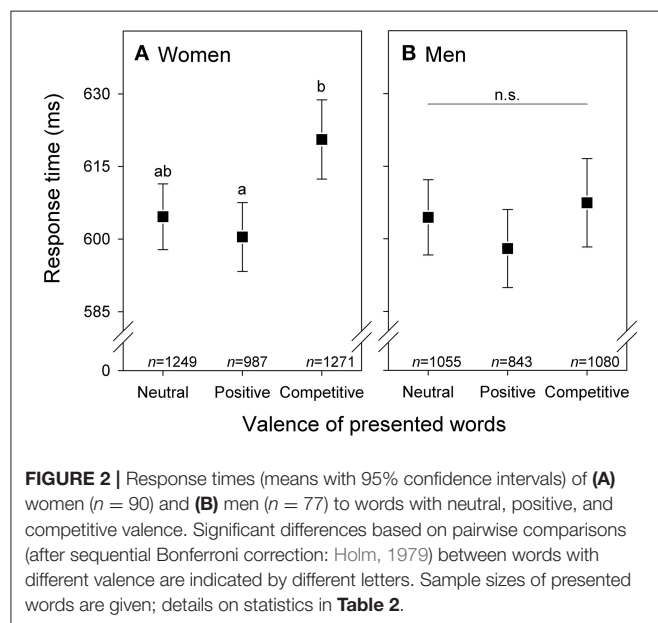 A Women
B Men
Response time (ms)
630
615
600
585
0
ab
a
b
n.s.
n=1249 n=987 n=1271
n=1055 n=843 n=1080
Neutral Positive Competitive
Neutral Positive Competitive
Valence of presented words
FIGURE 2 | Response times (means with 95% confidence intervals) of (A)
women (n = 90) and (B) men (n = 77) to words with neutral, positive, and
competitive valence. Significant differences based on pairwise comparisons
(after sequential Bonferroni correction: Holm, 1979) between words with
different valence are indicated by different letters. Sample sizes of presented
words are given; details on statistics in Table 2.